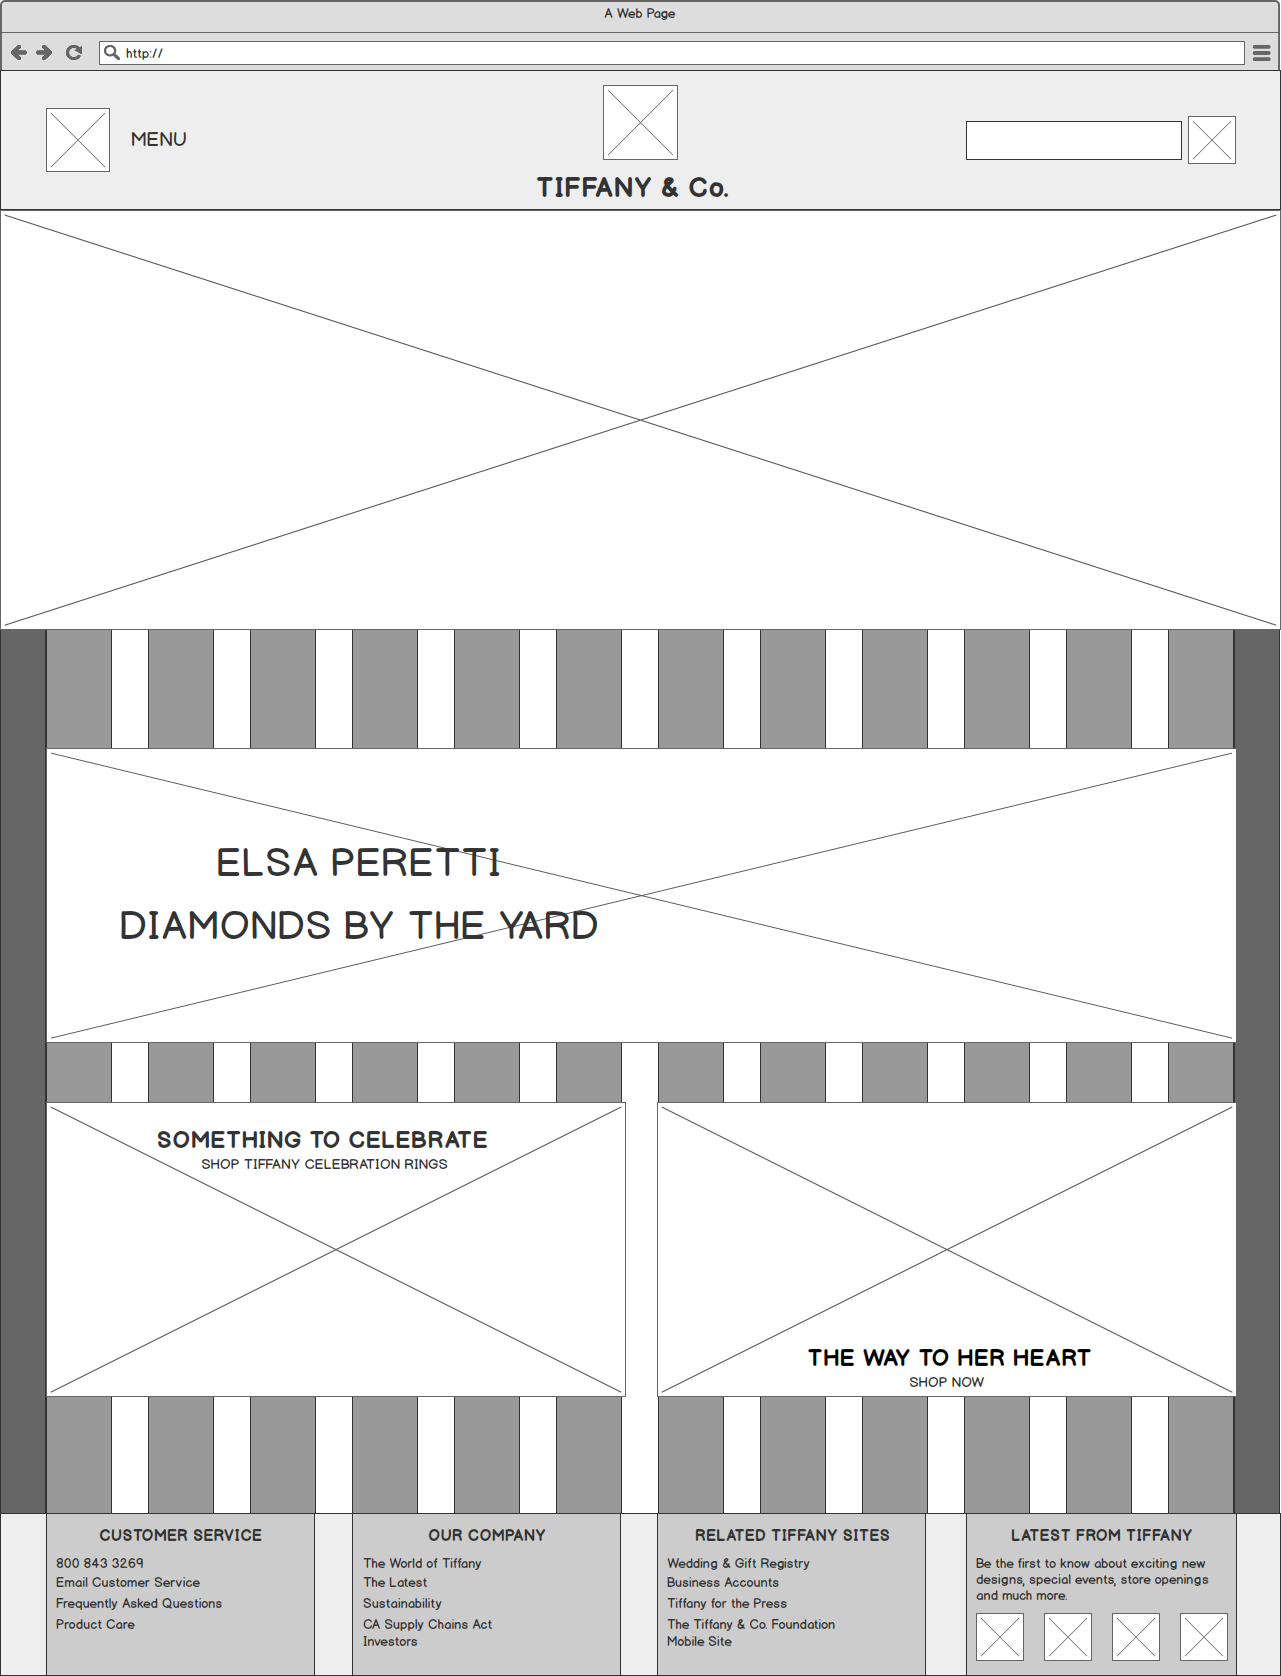 A Web Page
http://
MENU
TIFFANY & Co.
ELSA PERETTI
DIAMONDS BY THE YARD
SOMETHING TO CELEBRATE
SHOP TIFFANY CELEBRATION RINGS
THE WAY TO HER HEART
SHOP NOW
CUSTOMER SERVICE
800 843 3269
Email Customer Service
Frequently Asked Questions
Product Care
OUR COMPANY
The World of Tiffany
The Latest
Sustainability
CA Supply Chains Act
Investors
RELATED TIFFANY SITES
Wedding & Gift Registry
Business Accounts
Tiffany for the Press
The Tiffany & Co. Foundation
Mobile Site
LATEST FROM TIFFANY
Be the first to know about exciting new
designs, special events, store openings
and much more.